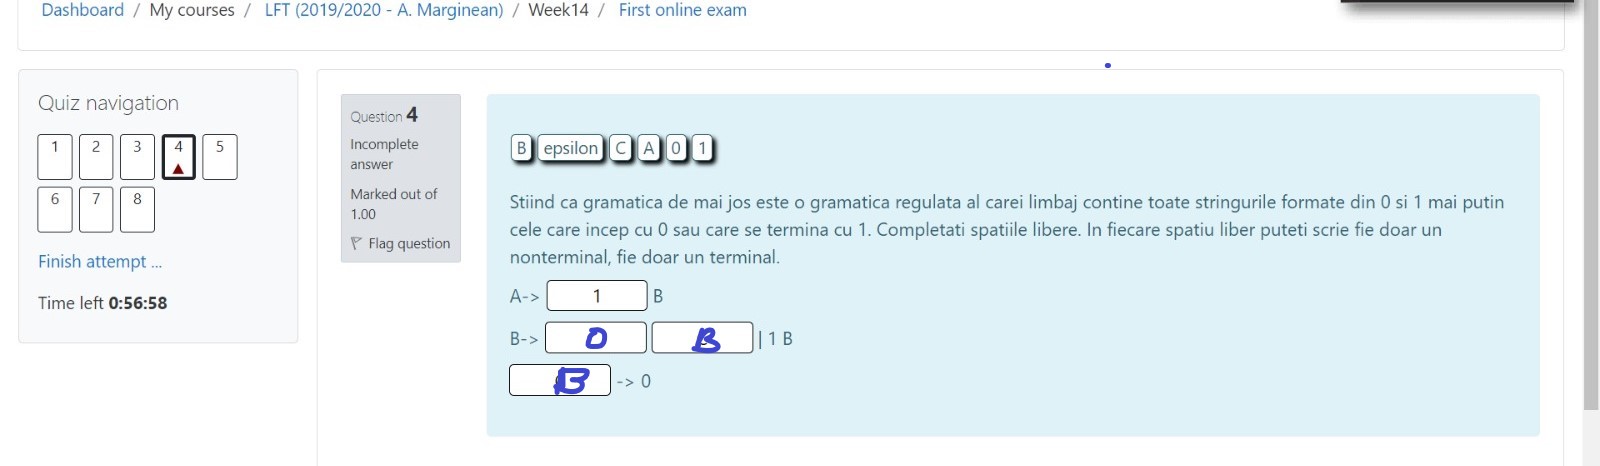 Dashboard / My courses / LFT (2019/2020 - A. Marginean) / Week14 / First online exam
Quiz navigation
1 2 3 4 5
6 7 8
Finish attempt ...
Time left 0:56:58
Question 4
Incomplete
answer
Marked out of
1.00
Flag question
B epsilon C A 0 1
Stiind ca gramatica de mai jos este o gramatica regulata al carei limbaj contine toate stringurile formate din 0 si 1 mai putin
cele care incep cu 0 sau care se termina cu 1. Completati spatiile libere. In fiecare spatiu liber puteti scrie fie doar un
nonterminal, fie doar un terminal.
A-> 1 B
B-> 0 B | 1 B
B -> 0